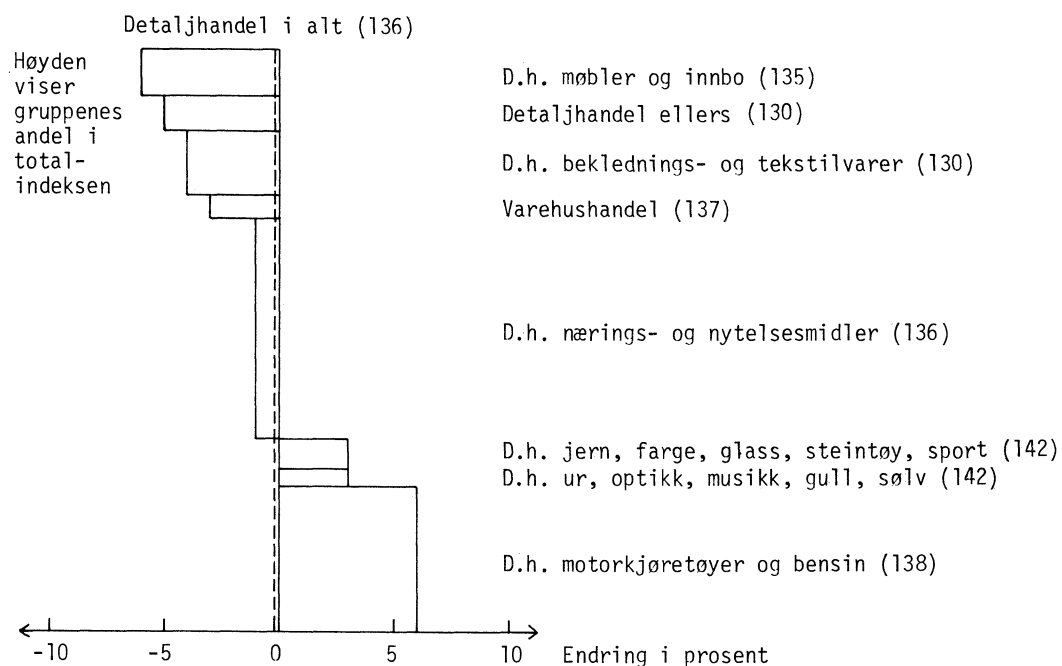 Detaljhandel i alt (136)
Høyden
viser
gruppenes
andel i
total-
indeksen
D.h. møbler og innbo (135)
Detaljhandel ellers (130)
D.h. beklednings- og tekstilvarer (130)
Varehushandel (137)
D.h. nærings- og nytelsesmidler (136)
D.h. jern, farge, glass, steintøy, sport (142)
D.h. ur, optikk, musikk, gull, sølv (142)
D.h. motorkjøretøyer og bensin (138)
-10 -5 0 5 10 Endring i prosent